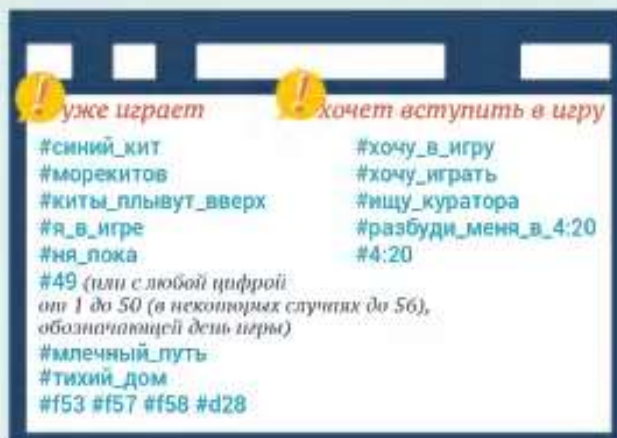 уже играет
хочет вступить в игру
#синий_кит
#морекитов
#киты_плывут_вверх
#я_в_игре
#ня_пока
#49 (или с любой цифрой
от 1 до 50 (в некоторых случаях до 56),
обозначающей день игры)
#млечный_путь
#тихий_дом
#f53 #f57 #f58 #d28
#хочу_в_игру
#хочу_играть
#ищу_куратора
#разбуди_меня_в_4:20
#4:20